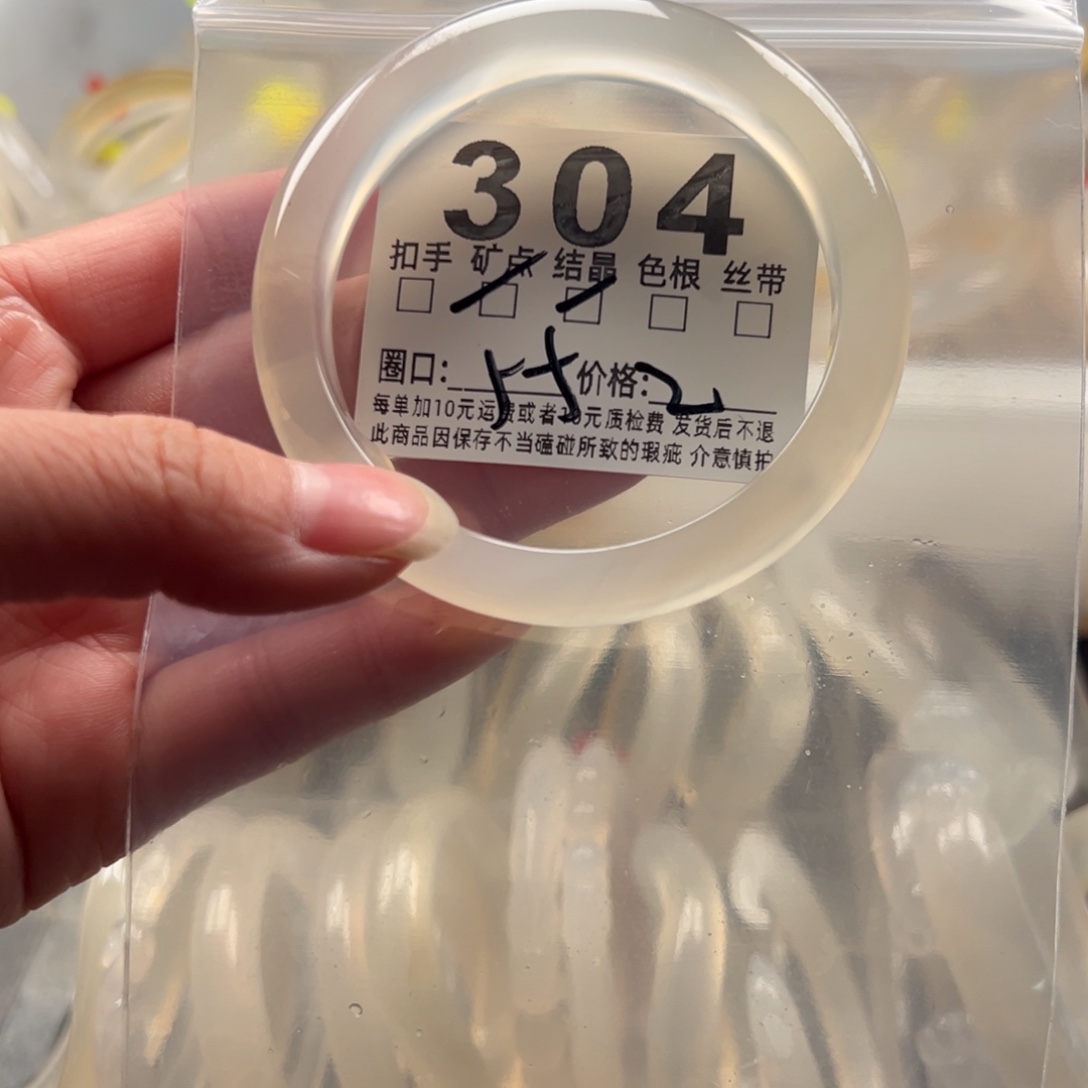 304
扣手 矿点 结晶 色根 丝带
圈口: 价格: 2
每单加10元运费或者10元质检费 发货后不退
此商品因保存不当磕碰所致的瑕疵 介意慎拍